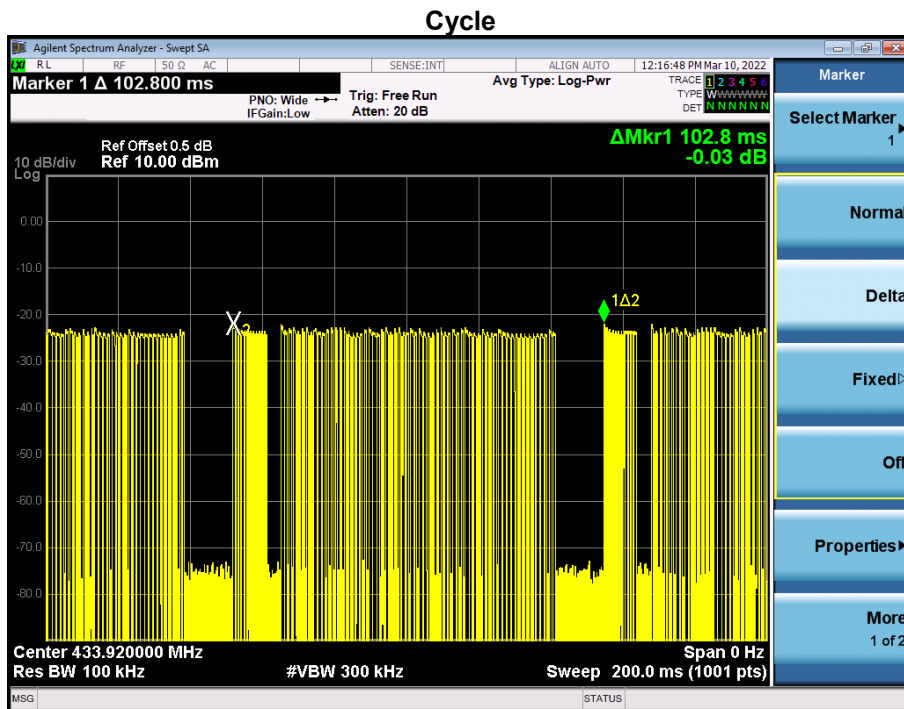 Cycle
Agilent Spectrum Analyzer - Swept SA
LXI RL RF 50 Ω AC SENSE:INT ALIGN AUTO 12:16:48 PM Mar 10, 2022
Marker 1 Δ 102.800 ms
PNO: Wide
IFGain:Low
Trig: Free Run
Atten: 20 dB
Avg Type: Log-Pwr
TRACE 1 2 3 4 5 6
TYPE WWWWWW
DET N N N N N N
ΔMkr1 102.8 ms
-0.03 dB
Ref Offset 0.5 dB
10 dB/div Ref 10.00 dBm
Log
0.00
-10.0
-20.0
-30.0
-40.0
-50.0
-60.0
-70.0
-80.0
2
1Δ2
Center 433.920000 MHz Span 0 Hz
Res BW 100 kHz #VBW 300 kHz Sweep 200.0 ms (1001 pts)
MSG STATUS
Marker
Select Marker
1
Normal
Delta
Fixed
Off
Properties
More
1 of 2